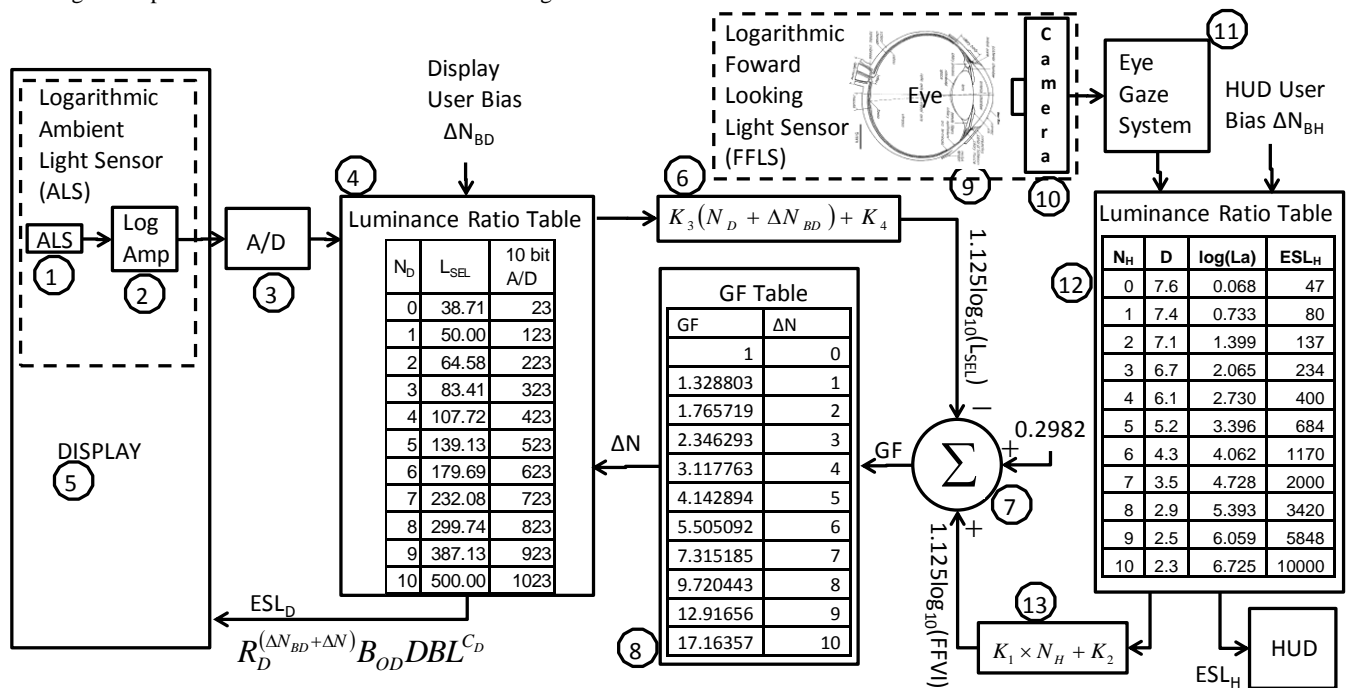 Logarithmic
Ambient
Light Sensor
(ALS)
ALS
Log
Amp
1
2
A/D
3
DISPLAY
5
Display
User Bias
ΔN_BD
4
Luminance Ratio Table
N_D L_SEL 10 bit A/D
0 38.71 23
1 50.00 123
2 64.58 223
3 83.41 323
4 107.72 423
5 139.13 523
6 179.69 623
7 232.08 723
8 299.74 823
9 387.13 923
10 500.00 1023
ESL_D
R_D^(ΔN_BD+ΔN) B_OD DBL^C_D
6
K_3(N_D + ΔN_BD) + K_4
1.125log_10(L_SEL)
GF Table
GF ΔN
1 0
1.328803 1
1.765719 2
2.346293 3
3.117763 4
4.142894 5
5.505092 6
7.315185 7
9.720443 8
12.91656 9
17.16357 10
8
ΔN
GF
Σ
−
+
+
0.2982
7
1.125log_10(FFVI)
Logarithmic
Foward
Looking
Light Sensor
(FFLS)
Eye
9
Camera
10
11
Eye
Gaze
System
HUD User
Bias ΔN_BH
12
Luminance Ratio Table
N_H D log(La) ESL_H
0 7.6 0.068 47
1 7.4 0.733 80
2 7.1 1.399 137
3 6.7 2.065 234
4 6.1 2.730 400
5 5.2 3.396 684
6 4.3 4.062 1170
7 3.5 4.728 2000
8 2.9 5.393 3420
9 2.5 6.059 5848
10 2.3 6.725 10000
13
K_1 × N_H + K_2
ESL_H
HUD